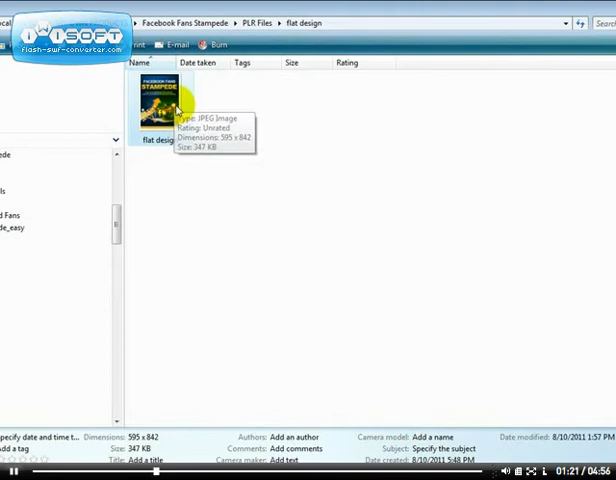 Facebook Fans Stampede ▸ PLR Files ▸ flat design
iWiSOFT
flash-swf-converter.com
E-mail Burn
Name Date taken Tags Size Rating
FACEBOOK FANS
STAMPEDE
Type: JPEG Image
Rating: Unrated
Dimensions: 595 x 842
Size: 347 KB
flat design
d Fans
de_easy
specify date and time t... Dimensions: 595 x 842 Authors: Add an author Camera model: Add a name Date modified: 8/10/2011 1:57 PM
Add a tag Size: 347 KB Comments: Add comments Subject: Specify the subject
Title: Add a title Camera maker: Add text Date created: 8/10/2011 5:48 PM
01:21 / 04:56